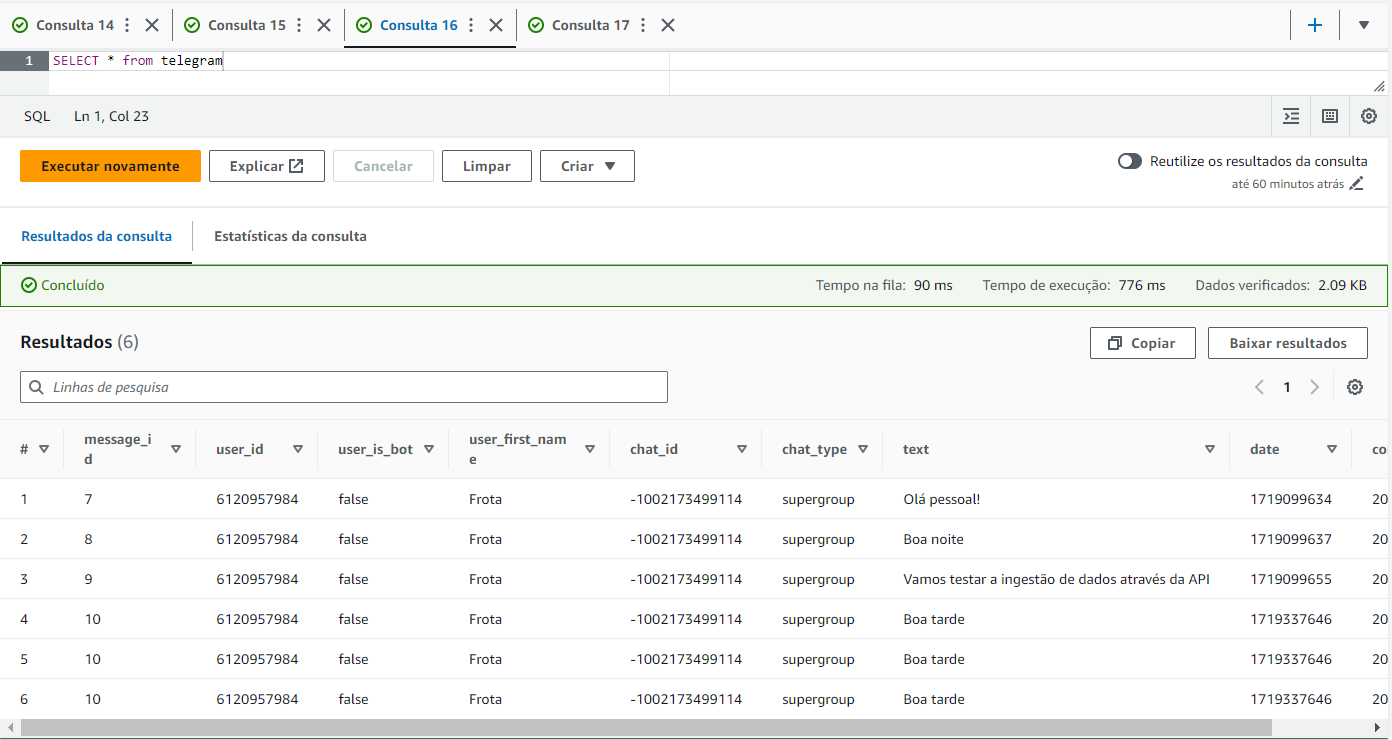 Consulta 14 Consulta 15 Consulta 16 Consulta 17
1 SELECT * from telegram
SQL Ln 1, Col 23
Executar novamente Explicar Cancelar Limpar Criar Reutilize os resultados da consulta
até 60 minutos atrás
Resultados da consulta Estatísticas da consulta
Concluído Tempo na fila: 90 ms Tempo de execução: 776 ms Dados verificados: 2.09 KB
Resultados (6) Copiar Baixar resultados
Linhas de pesquisa 1
# message_i
d user_id user_is_bot user_first_nam
e chat_id chat_type text date co
1 7 6120957984 false Frota -1002173499114 supergroup Olá pessoal! 1719099634 20
2 8 6120957984 false Frota -1002173499114 supergroup Boa noite 1719099637 20
3 9 6120957984 false Frota -1002173499114 supergroup Vamos testar a ingestão de dados através da API 1719099655 20
4 10 6120957984 false Frota -1002173499114 supergroup Boa tarde 1719337646 20
5 10 6120957984 false Frota -1002173499114 supergroup Boa tarde 1719337646 20
6 10 6120957984 false Frota -1002173499114 supergroup Boa tarde 1719337646 20